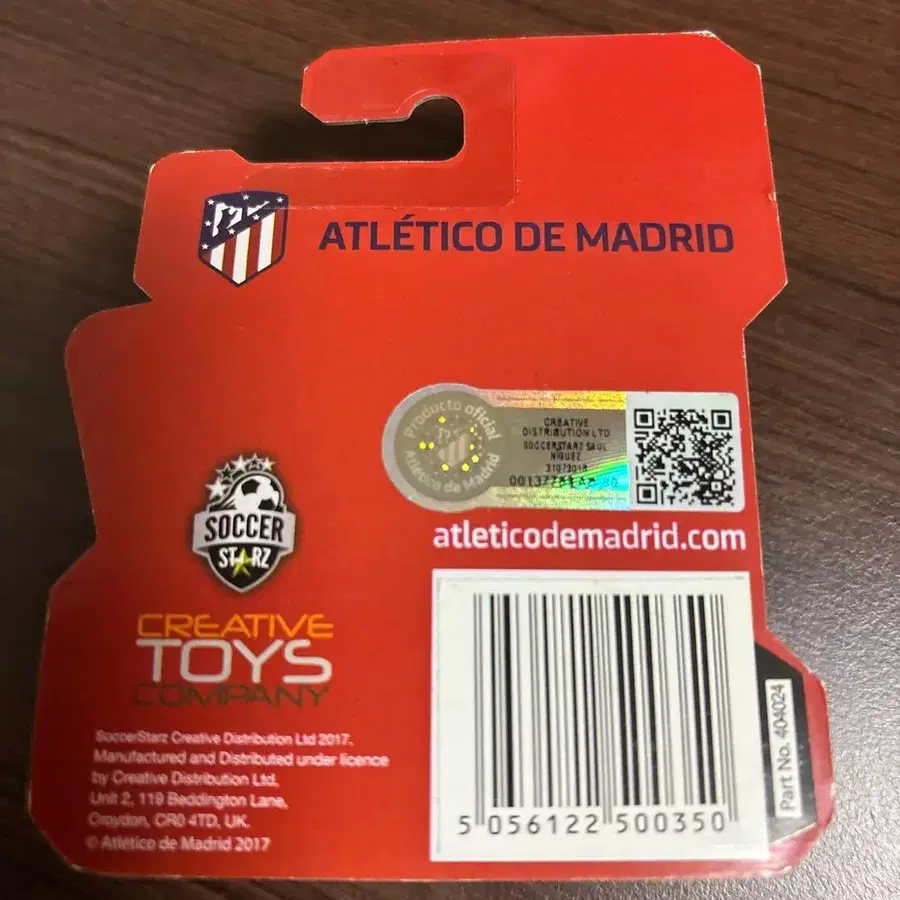 ATLÉTICO DE MADRID
Producto oficial
Atlético de Madrid
CREATIVE
DISTRIBUTION LTD
SOCCERSTARZ SAUL
NIGUEZ
31072018
atleticodemadrid.com
SOCCER
STARZ
CREATIVE
TOYS
COMPANY
SoccerStarz Creative Distribution Ltd 2017.
Manufactured and Distributed under licence
by Creative Distribution Ltd.
Unit 2, 119 Beddington Lane,
Croydon, CR0 4TD, UK.
© Atlético de Madrid 2017
5 056122 500350
Part No. 404024